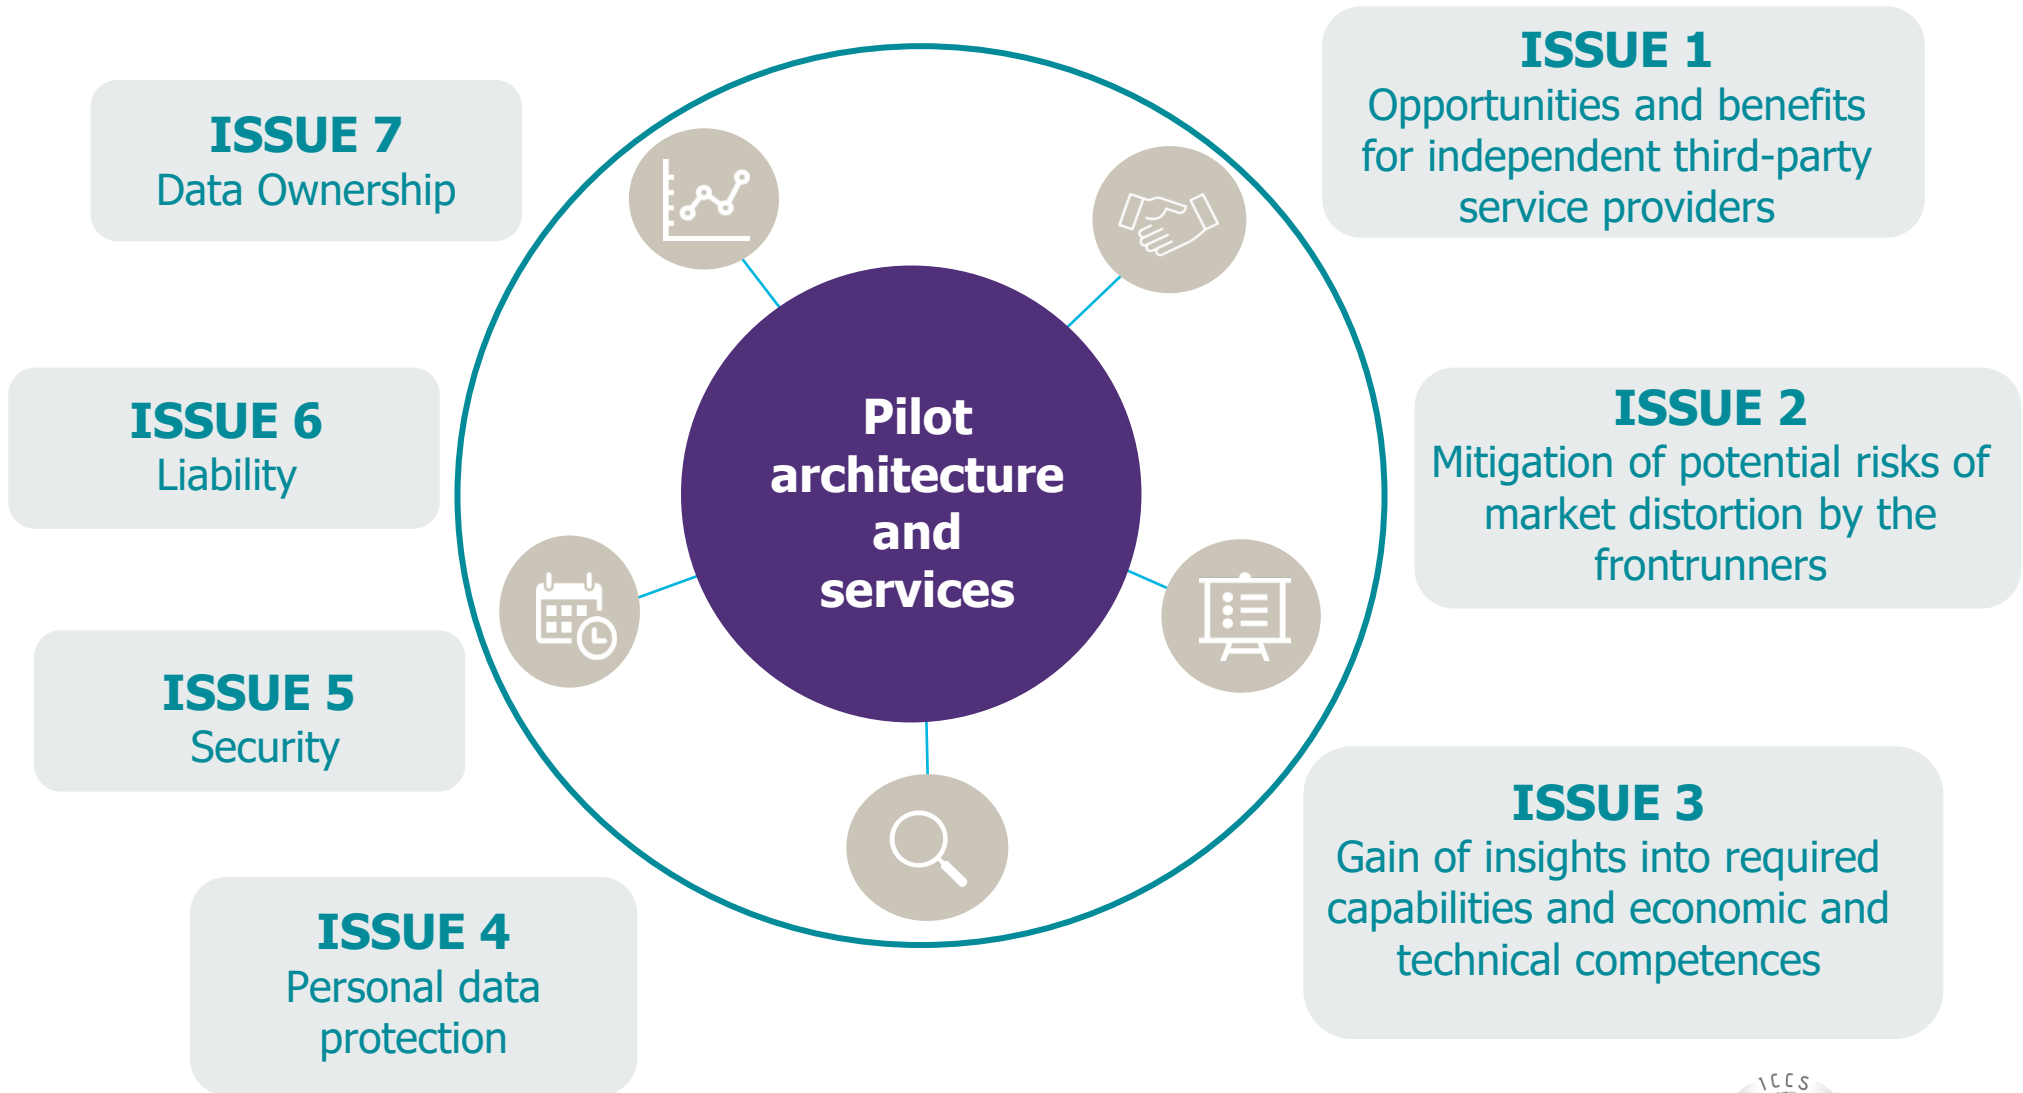 ISSUE 1
Opportunities and benefits
for independent third-party
service providers
ISSUE 2
Mitigation of potential risks of
market distortion by the
frontrunners
ISSUE 3
Gain of insights into required
capabilities and economic and
technical competences
ISSUE 4
Personal data
protection
ISSUE 5
Security
ISSUE 6
Liability
ISSUE 7
Data Ownership
Pilot
architecture
and
services
ICCS